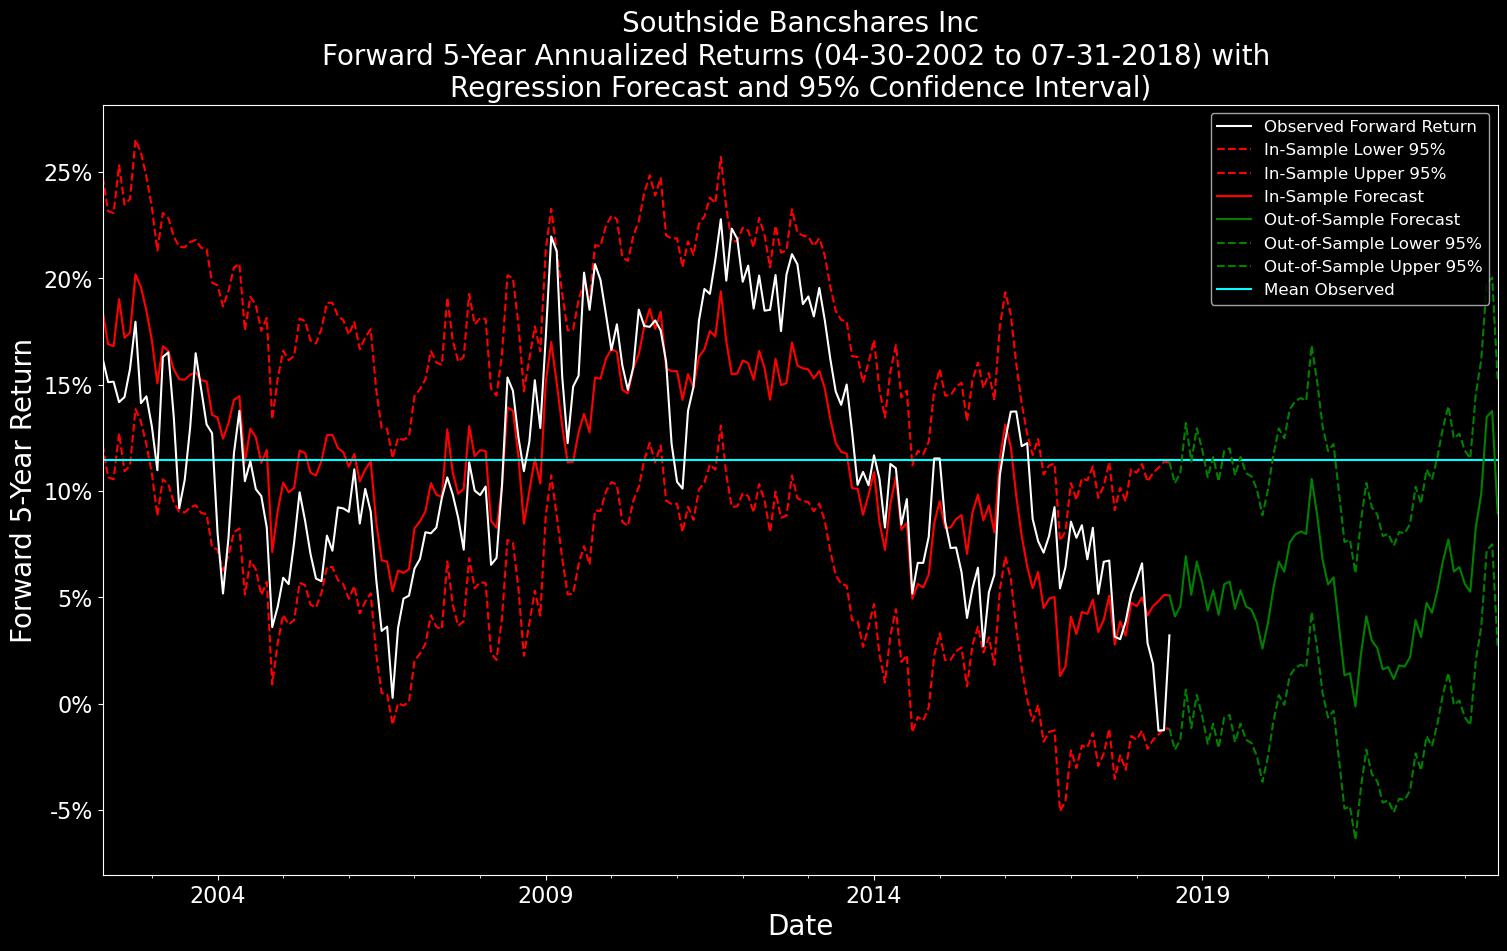 Southside Bancshares Inc
Forward 5-Year Annualized Returns (04-30-2002 to 07-31-2018) with
Regression Forecast and 95% Confidence Interval)
Observed Forward Return
In-Sample Lower 95%
In-Sample Upper 95%
In-Sample Forecast
Out-of-Sample Forecast
Out-of-Sample Lower 95%
Out-of-Sample Upper 95%
Mean Observed
Forward 5-Year Return
25%
20%
15%
10%
5%
0%
-5%
2004
2009
2014
2019
Date